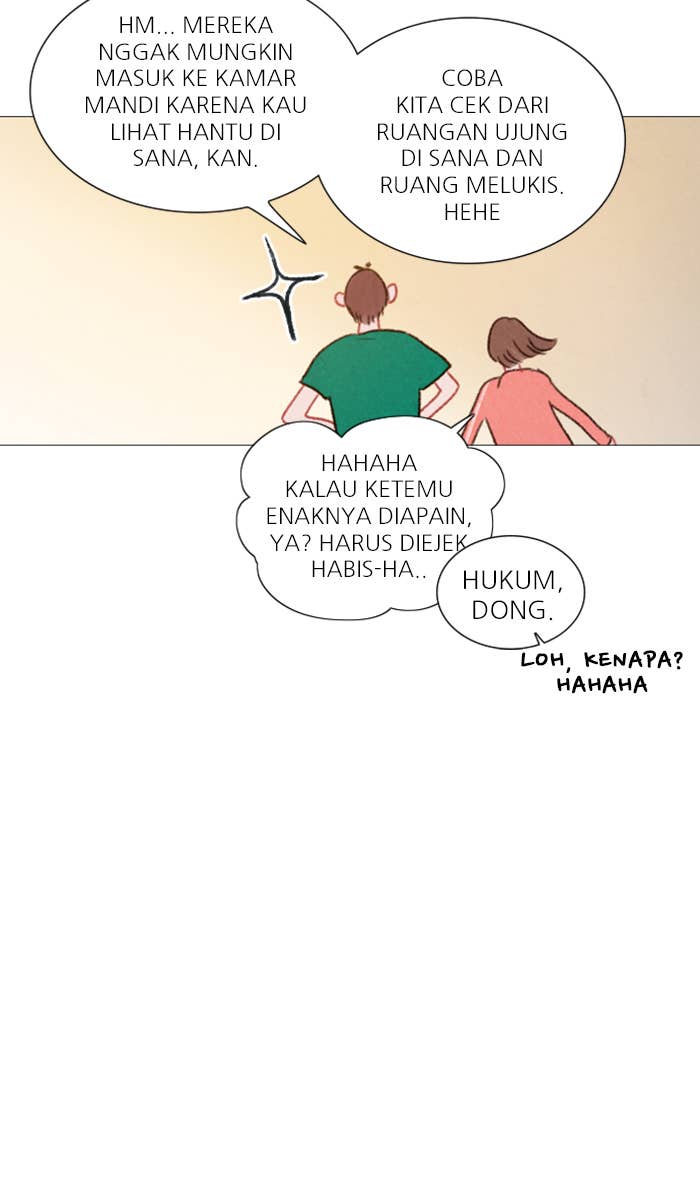 HM... MEREKA
NGGAK MUNGKIN
MASUK KE KAMAR
MANDI KARENA KAU
LIHAT HANTU DI
SANA, KAN.
COBA
KITA CEK DARI
RUANGAN UJUNG
DI SANA DAN
RUANG MELUKIS.
HEHE
HAHAHA
KALAU KETEMU
ENAKNYA DIAPAIN,
YA? HARUS DIEJEK
HABIS-HA..
HUKUM,
DONG.
LOH, KENAPA?
HAHAHA